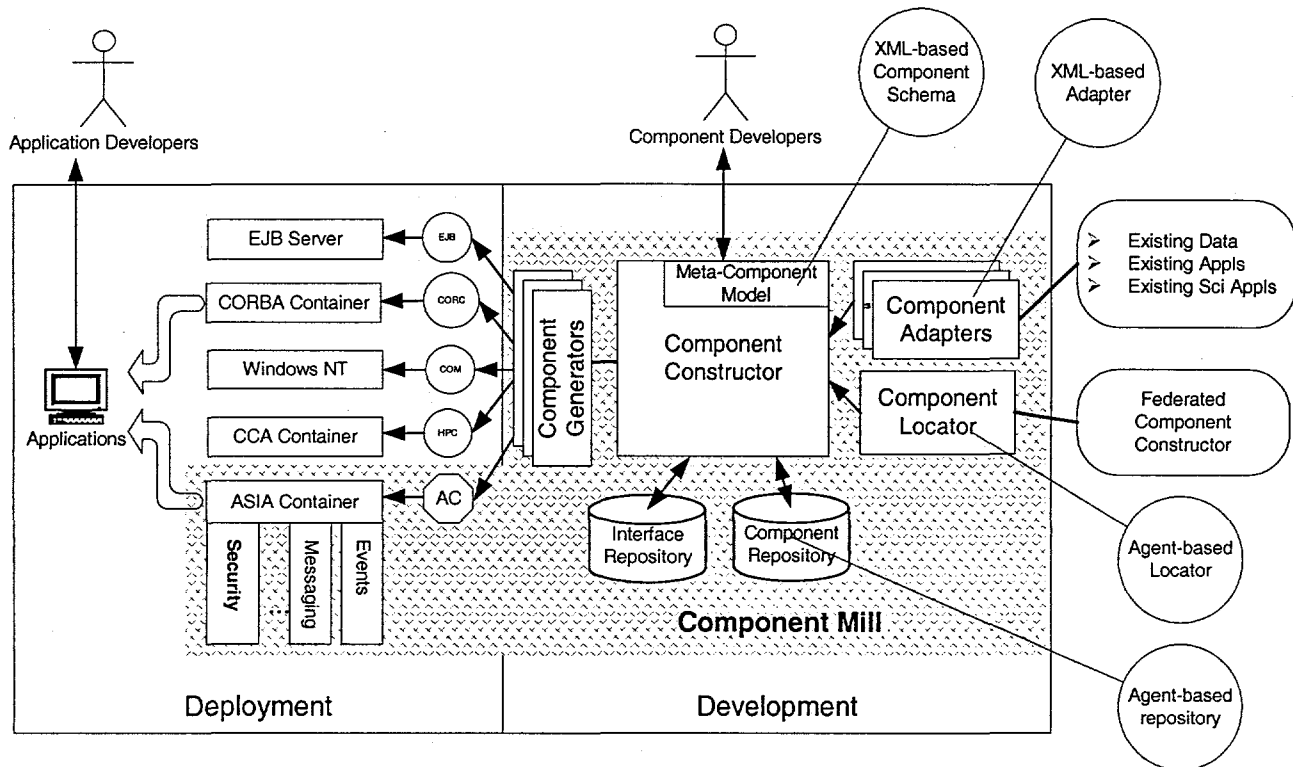 XML-based
Component
Schema
XML-based
Adapter
Application Developers
Component Developers
EJB Server
EJB
CORBA Container
CORC
Windows NT
COM
CCA Container
HPC
ASIA Container
AC
Security
...
Messaging
Events
Applications
Component
Generators
Meta-Component
Model
Component
Constructor
Component
Adapters
Component
Locator
Interface
Repository
Component
Repository
Component Mill
➢ Existing Data
➢ Existing Appls
➢ Existing Sci Appls
Federated
Component
Constructor
Agent-based
Locator
Agent-based
repository
Deployment
Development